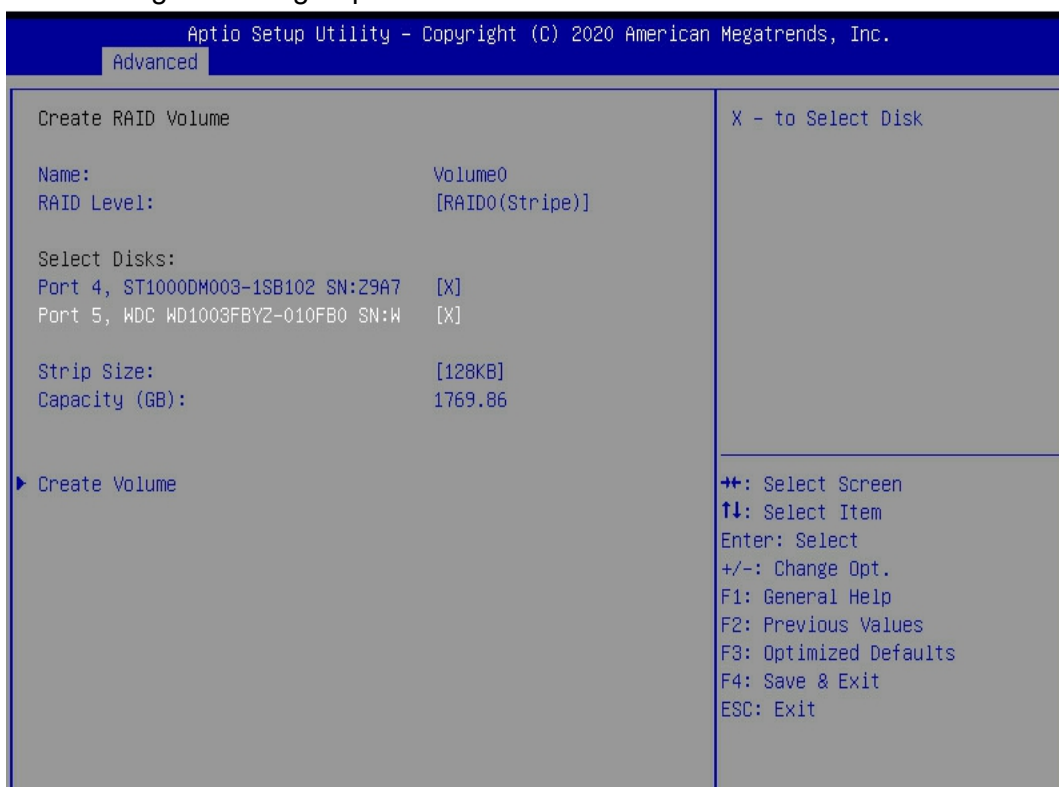 Aptio Setup Utility – Copyright (C) 2020 American Megatrends, Inc.
Advanced
Create RAID Volume
Name: Volume0
RAID Level: [RAID0(Stripe)]
Select Disks:
Port 4, ST1000DM003-1SB102 SN:Z9A7 [X]
Port 5, WDC WD1003FBYZ-010FB0 SN:W [X]
Strip Size: [128KB]
Capacity (GB): 1769.86
▶ Create Volume
X – to Select Disk
→←: Select Screen
↑↓: Select Item
Enter: Select
+/-: Change Opt.
F1: General Help
F2: Previous Values
F3: Optimized Defaults
F4: Save & Exit
ESC: Exit